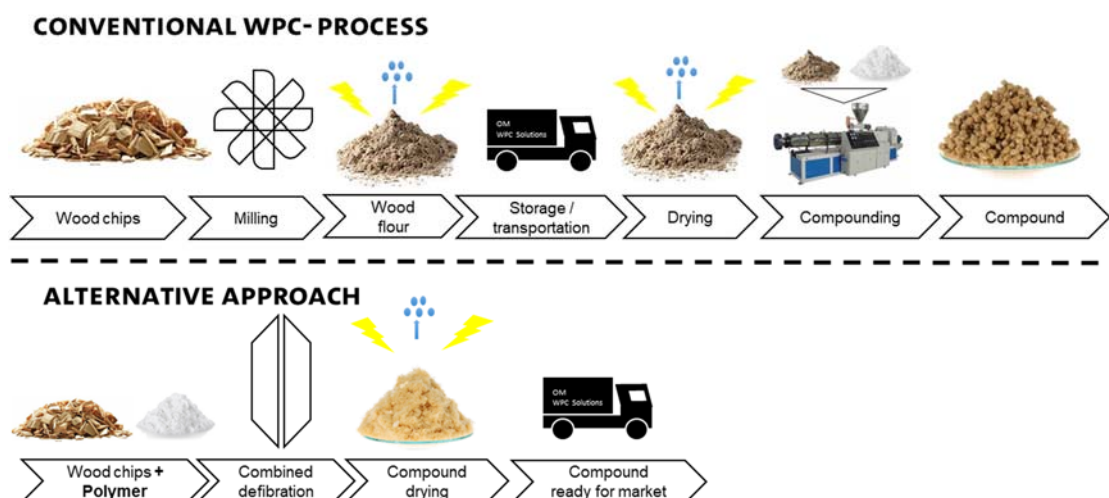 CONVENTIONAL WPC- PROCESS
OM
WPC Solutions
Wood chips
Milling
Wood
flour
Storage /
transportation
Drying
Compounding
Compound
ALTERNATIVE APPROACH
OM
WPC Solutions
Wood chips +
Polymer
Combined
defibration
Compound
drying
Compound
ready for market